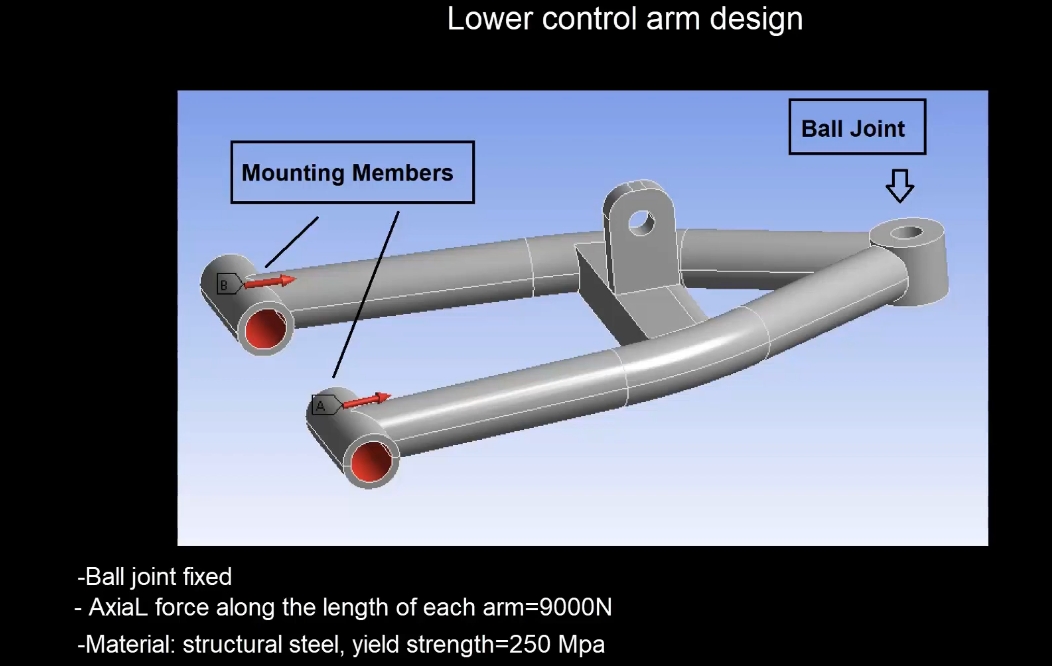 Lower control arm design
Ball Joint
Mounting Members
B
A
-Ball joint fixed
- AxiaL force along the length of each arm=9000N
-Material: structural steel, yield strength=250 Mpa